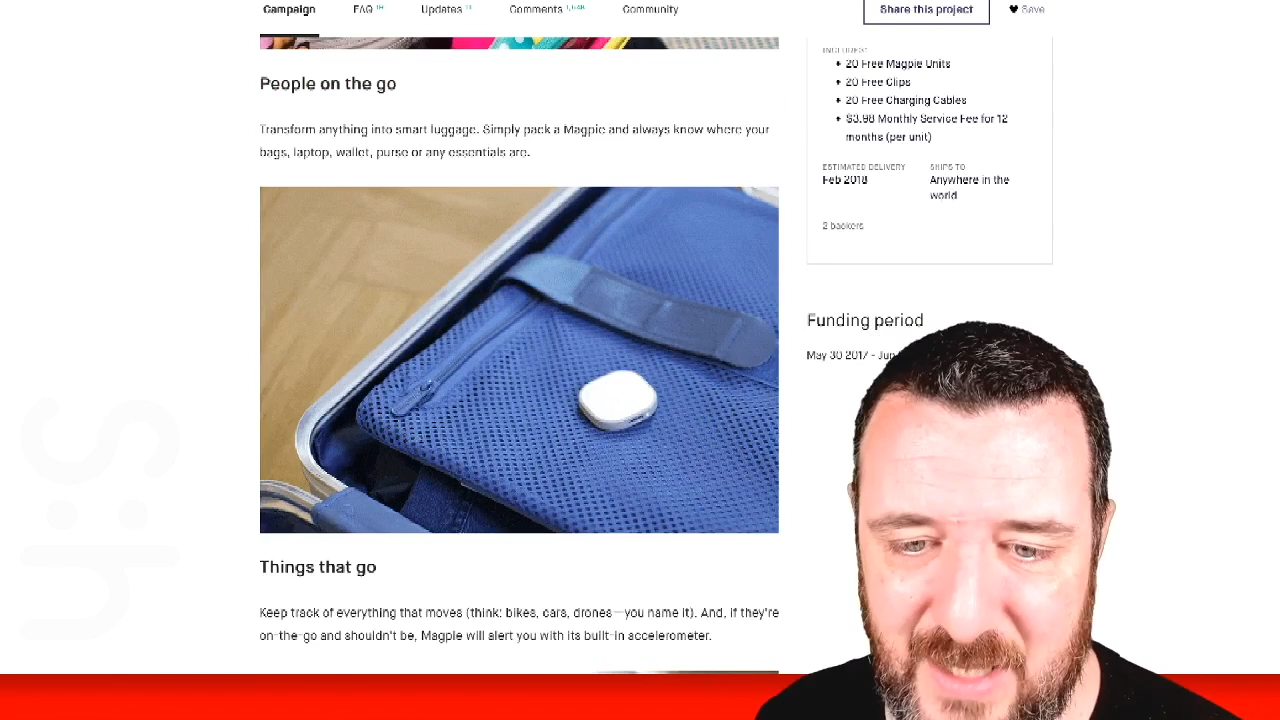 Campaign FAQ Updates Comments Community Share this project Save
INCLUDES:
20 Free Magpie Units
20 Free Clips
20 Free Charging Cables
$3.98 Monthly Service Fee for 12
months (per unit)
ESTIMATED DELIVERY SHIPS TO
Feb 2018 Anywhere in the
world
2 backers
Funding period
May 30 2017 - Jun
People on the go
Transform anything into smart luggage. Simply pack a Magpie and always know where your
bags, laptop, wallet, purse or any essentials are.
Things that go
Keep track of everything that moves (think: bikes, cars, drones—you name it). And, if they're
on-the-go and shouldn't be, Magpie will alert you with its built-in accelerometer.